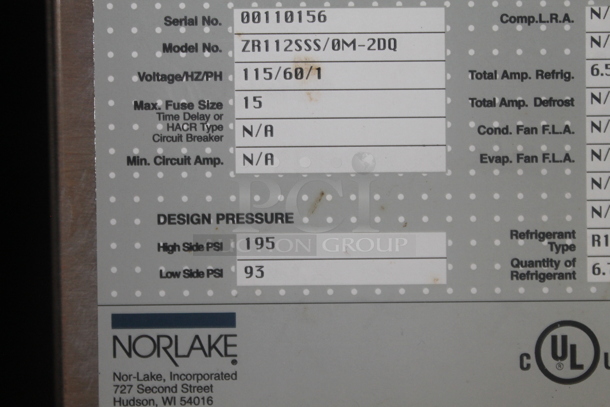 Serial No. 00110156 Comp.L.R.A. N/
Model No. ZR112SSS/0M-2DQ N/
Voltage/HZ/PH 115/60/1 Total Amp. Refrig. 6.5
Max. Fuse Size 15 Total Amp. Defrost N/
Time Delay or
HACR Type N/A Cond. Fan F.L.A. N/
Circuit Breaker
Min. Circuit Amp. N/A Evap. Fan F.L.A. N/
N/
DESIGN PRESSURE N/
High Side PSI 195 Refrigerant Type R1
Low Side PSI 93 Quantity of Refrigerant 6.
PCI
AUCTION GROUP
NORLAKE
Nor-Lake, Incorporated
727 Second Street
Hudson, WI 54016
C UL U